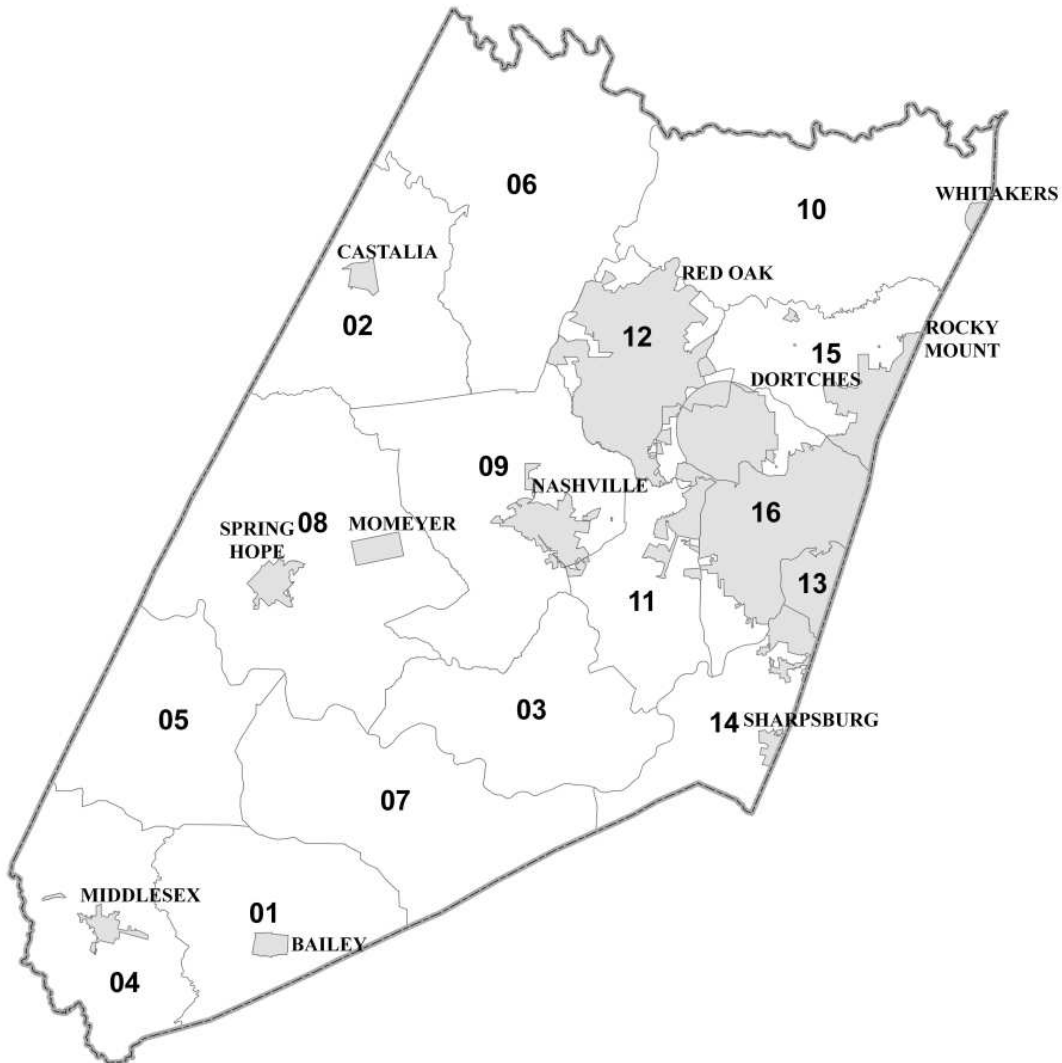 06
10
WHITAKERS
CASTALIA
RED OAK
02
12
15
ROCKY
MOUNT
DORTCHES
09
NASHVILLE
16
08
SPRING
HOPE
MOMEYER
13
11
05
03
14
SHARPSBURG
07
MIDDLESEX
01
BAILEY
04